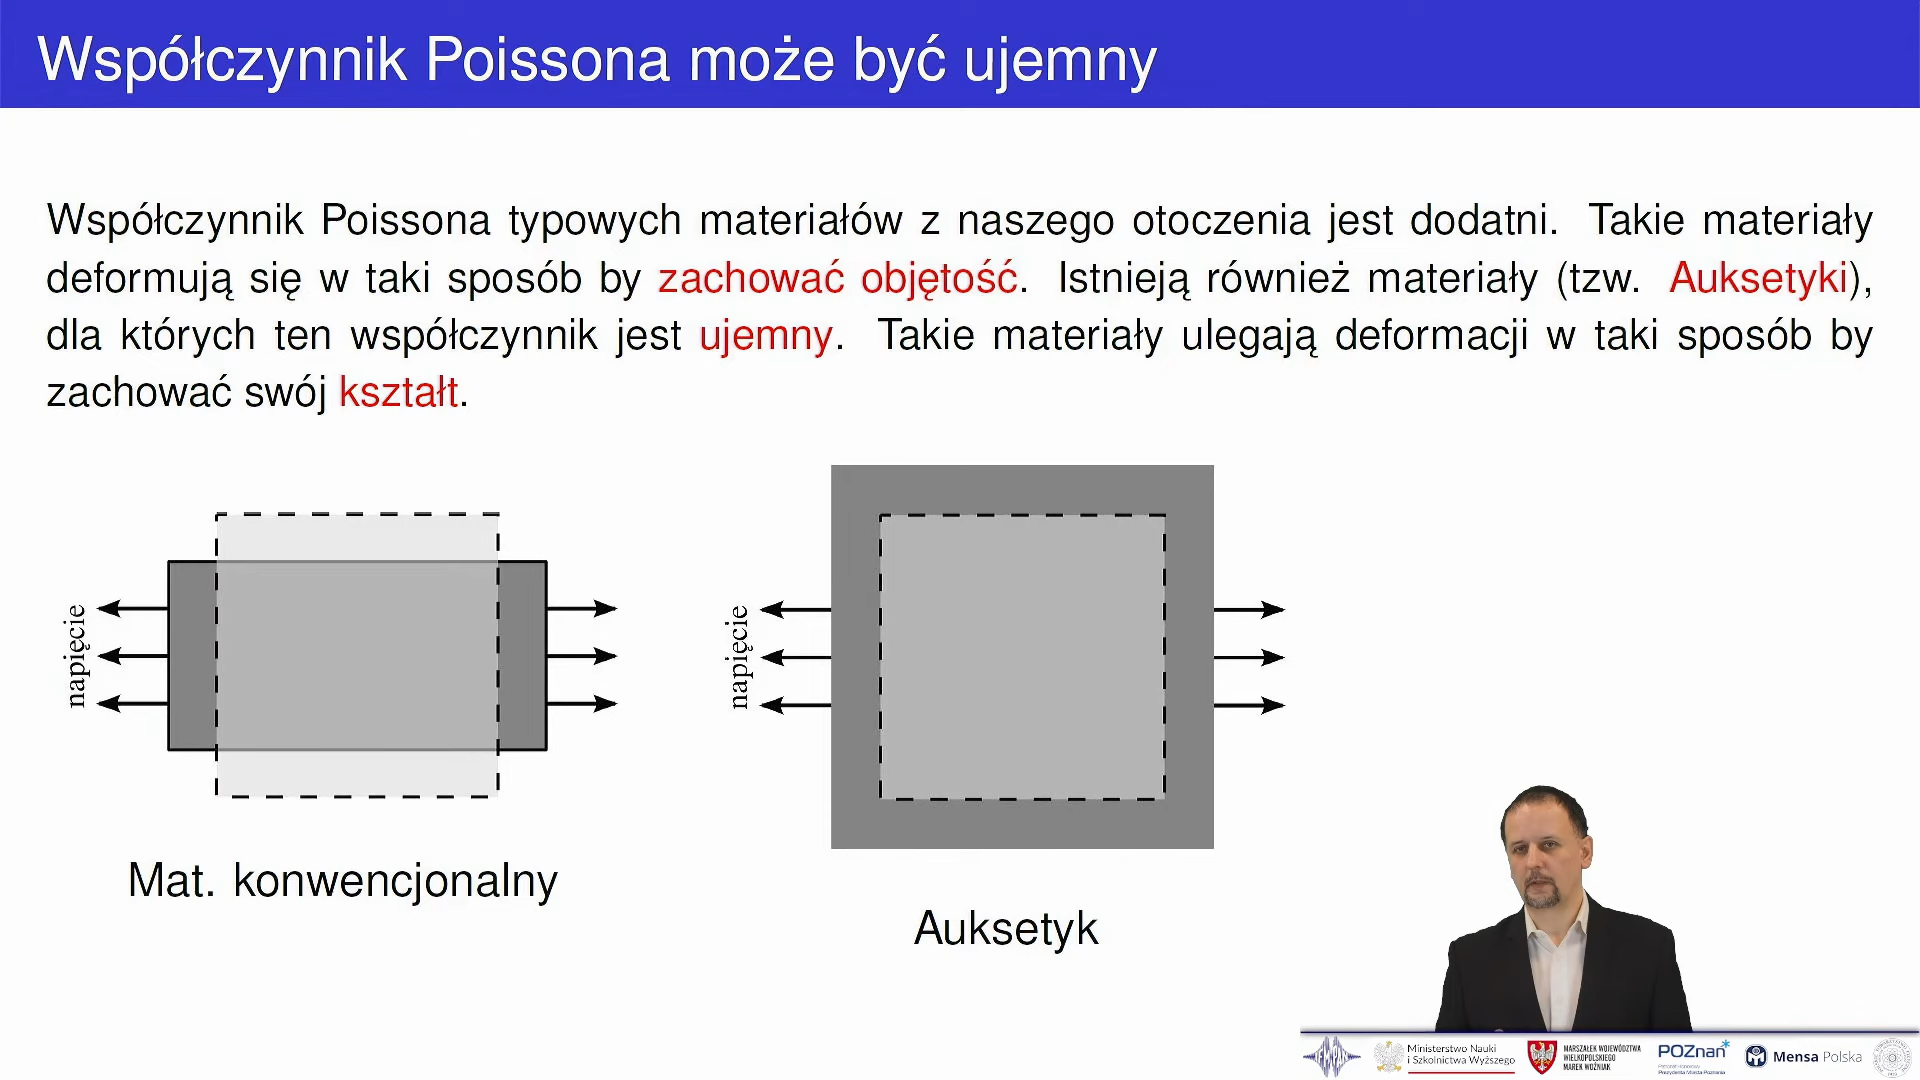 Współczynnik Poissona może być ujemny
Współczynnik Poissona typowych materiałów z naszego otoczenia jest dodatni. Takie materiały
deformują się w taki sposób by zachować objętość. Istnieją również materiały (tzw. Auksetyki),
dla których ten współczynnik jest ujemny. Takie materiały ulegają deformacji w taki sposób by
zachować swój kształt.
napięcie
napięcie
Mat. konwencjonalny
Auksetyk
Ministerstwo Nauki
i Szkolnictwa Wyższego
MARSZAŁEK WOJEWÓDZTWA
WIELKOPOLSKIEGO
MAREK WOŹNIAK
POZnan*
Patronat Honorowy
Prezydenta Miasta Poznania
Mensa Polska